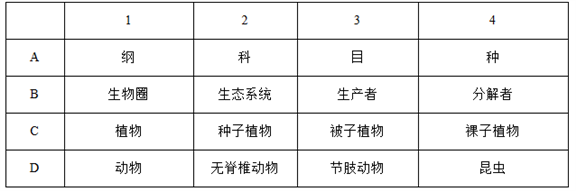 1 2 3 4
A 纲 科 目 种
B 生物圈 生态系统 生产者 分解者
C 植物 种子植物 被子植物 裸子植物
D 动物 无脊椎动物 节肢动物 昆虫